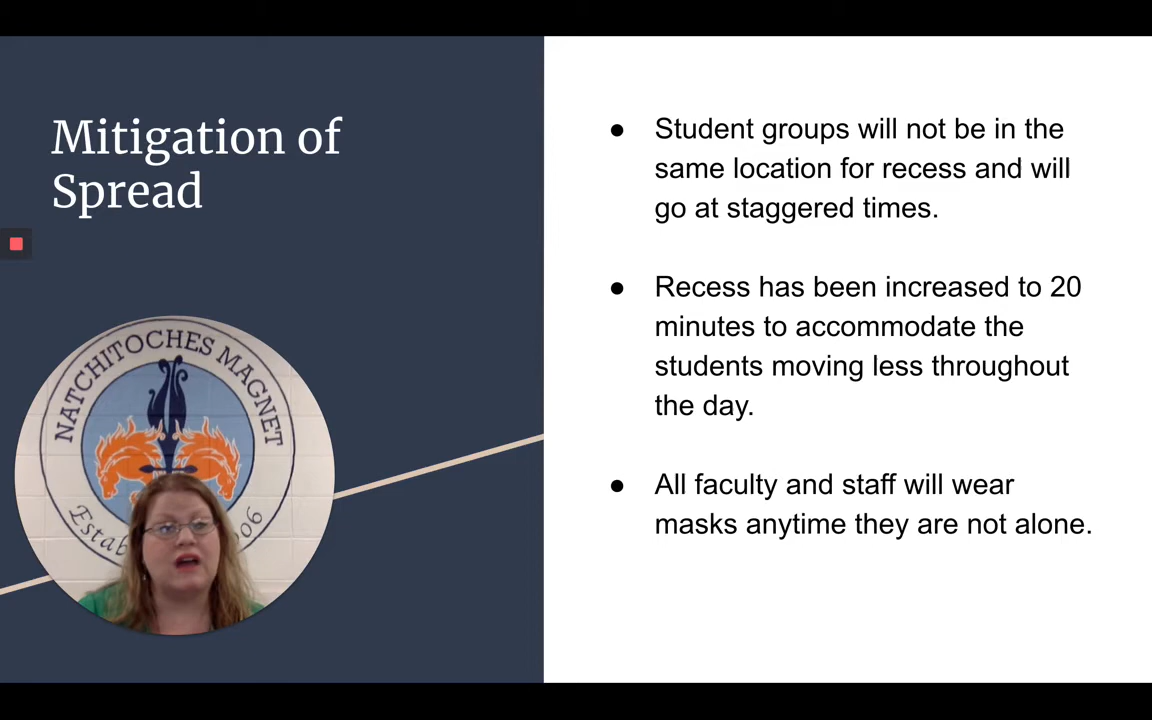 Mitigation of
Spread
● Student groups will not be in the
same location for recess and will
go at staggered times.
● Recess has been increased to 20
minutes to accommodate the
students moving less throughout
the day.
● All faculty and staff will wear
masks anytime they are not alone.
NATCHITOCHES MAGNET